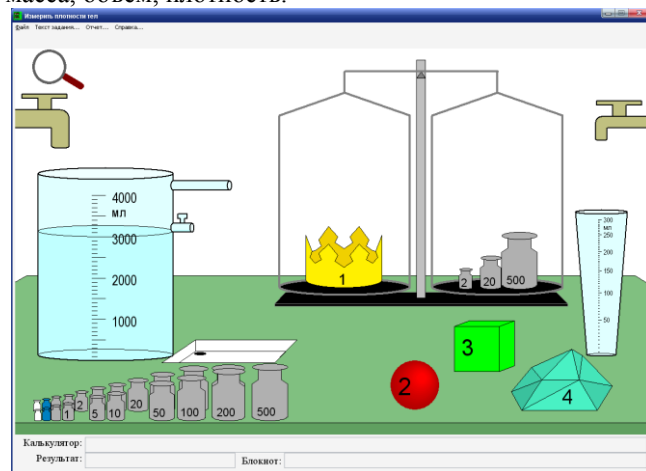 масса, объем, плотность.
Измерить плотности тел
Файл Текст задания... Отчет... Справка...
4000
мл
3000
2000
1000
1
2 20 500
300
мл
250
200
150
100
50
3
2
4
1 2 5 10 20 50 100 200 500
Калькулятор:
Результат: Блокнот: